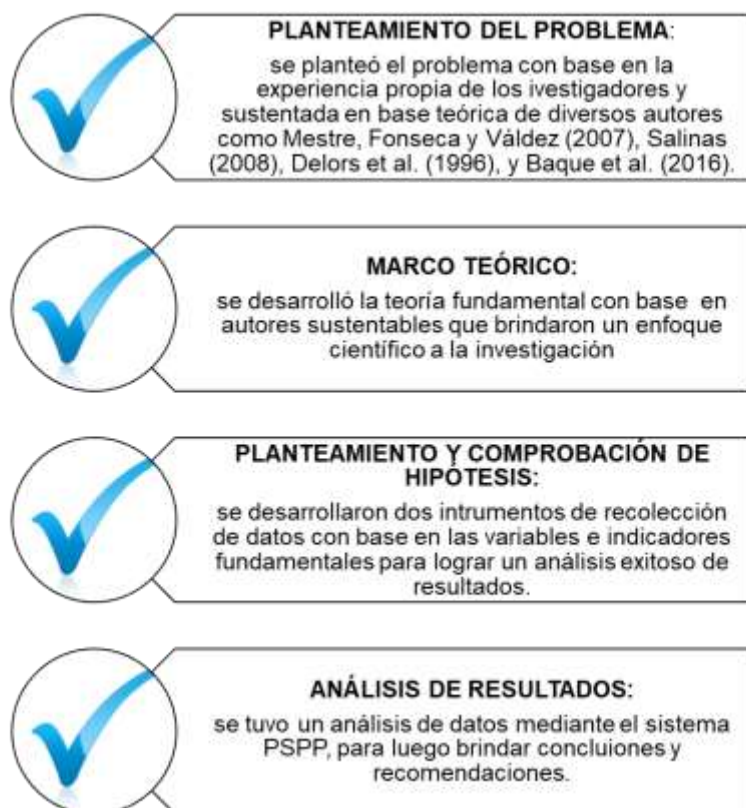 PLANTEAMIENTO DEL PROBLEMA:
se planteó el problema con base en la
experiencia propia de los ivestigadores y
sustentada en base teórica de diversos autores
como Mestre, Fonseca y Váldez (2007), Salinas
(2008), Delors et al. (1996), y Baque et al. (2016).
MARCO TEÓRICO:
se desarrolló la teoría fundamental con base en
autores sustentables que brindaron un enfoque
científico a la investigación
PLANTEAMIENTO Y COMPROBACIÓN DE
HIPÓTESIS:
se desarrollaron dos intrumentos de recolección
de datos con base en las variables e indicadores
fundamentales para lograr un análisis exitoso de
resultados.
ANÁLISIS DE RESULTADOS:
se tuvo un análisis de datos mediante el sistema
PSPP, para luego brindar concluiones y
recomendaciones.